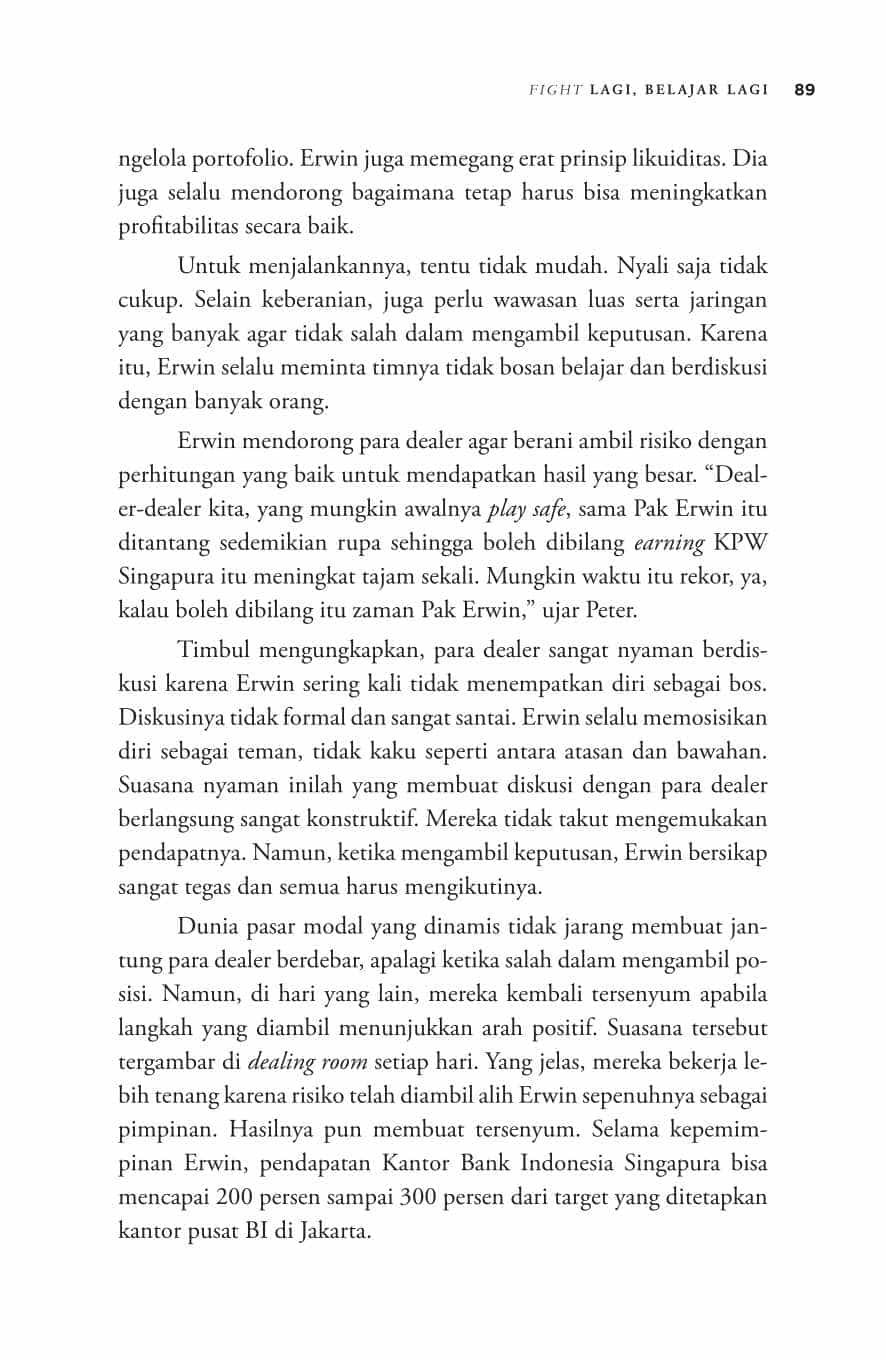 FIGHT LAGI, BELAJAR LAGI 89
ngelola portofolio. Erwin juga memegang erat prinsip likuiditas. Dia
juga selalu mendorong bagaimana tetap harus bisa meningkatkan
profitabilitas secara baik.
Untuk menjalankannya, tentu tidak mudah. Nyali saja tidak
cukup. Selain keberanian, juga perlu wawasan luas serta jaringan
yang banyak agar tidak salah dalam mengambil keputusan. Karena
itu, Erwin selalu meminta timnya tidak bosan belajar dan berdiskusi
dengan banyak orang.
Erwin mendorong para dealer agar berani ambil risiko dengan
perhitungan yang baik untuk mendapatkan hasil yang besar. “Deal-
er-dealer kita, yang mungkin awalnya play safe, sama Pak Erwin itu
ditantang sedemikian rupa sehingga boleh dibilang earning KPW
Singapura itu meningkat tajam sekali. Mungkin waktu itu rekor, ya,
kalau boleh dibilang itu zaman Pak Erwin,” ujar Peter.
Timbul mengungkapkan, para dealer sangat nyaman berdis-
kusi karena Erwin sering kali tidak menempatkan diri sebagai bos.
Diskusinya tidak formal dan sangat santai. Erwin selalu memosisikan
diri sebagai teman, tidak kaku seperti antara atasan dan bawahan.
Suasana nyaman inilah yang membuat diskusi dengan para dealer
berlangsung sangat konstruktif. Mereka tidak takut mengemukakan
pendapatnya. Namun, ketika mengambil keputusan, Erwin bersikap
sangat tegas dan semua harus mengikutinya.
Dunia pasar modal yang dinamis tidak jarang membuat jan-
tung para dealer berdebar, apalagi ketika salah dalam mengambil po-
sisi. Namun, di hari yang lain, mereka kembali tersenyum apabila
langkah yang diambil menunjukkan arah positif. Suasana tersebut
tergambar di dealing room setiap hari. Yang jelas, mereka bekerja le-
bih tenang karena risiko telah diambil alih Erwin sepenuhnya sebagai
pimpinan. Hasilnya pun membuat tersenyum. Selama kepemim-
pinan Erwin, pendapatan Kantor Bank Indonesia Singapura bisa
mencapai 200 persen sampai 300 persen dari target yang ditetapkan
kantor pusat BI di Jakarta.